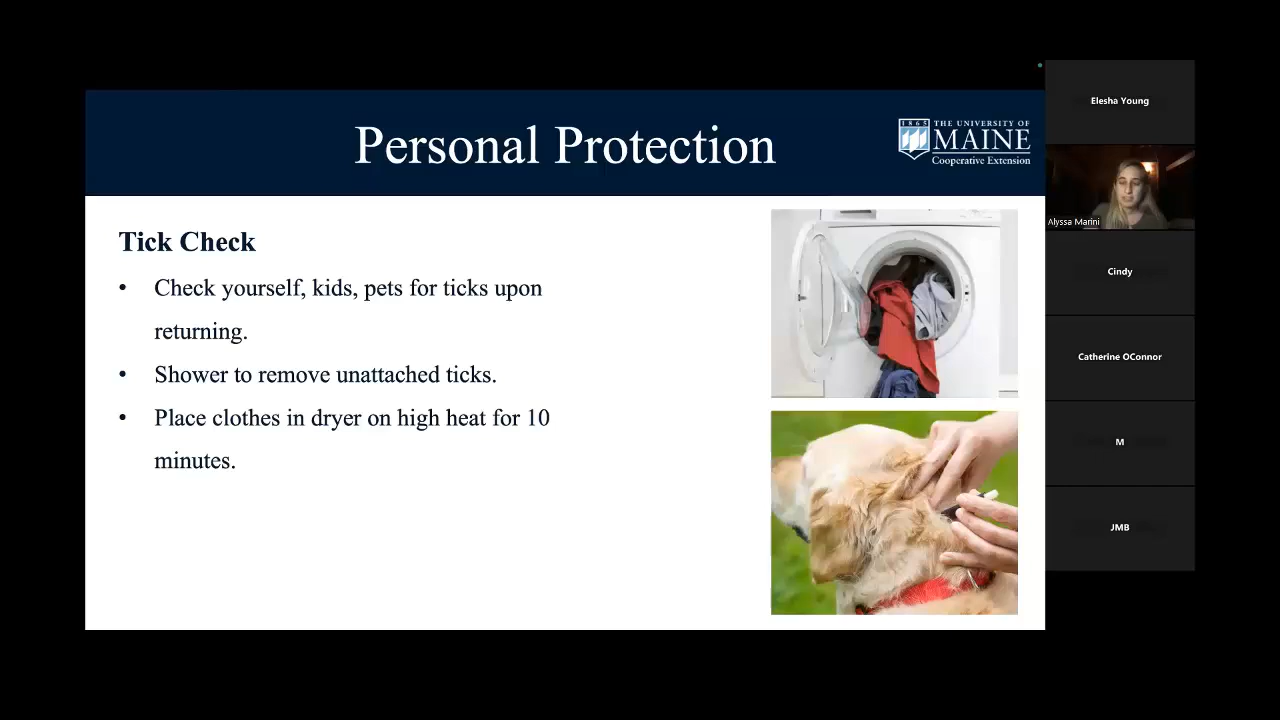 Personal Protection
1865
THE UNIVERSITY OF
MAINE
Cooperative Extension
Tick Check
• Check yourself, kids, pets for ticks upon
returning.
• Shower to remove unattached ticks.
• Place clothes in dryer on high heat for 10
minutes.
Elesha Young
Alyssa Marini
Cindy
Catherine OConnor
M
JMB